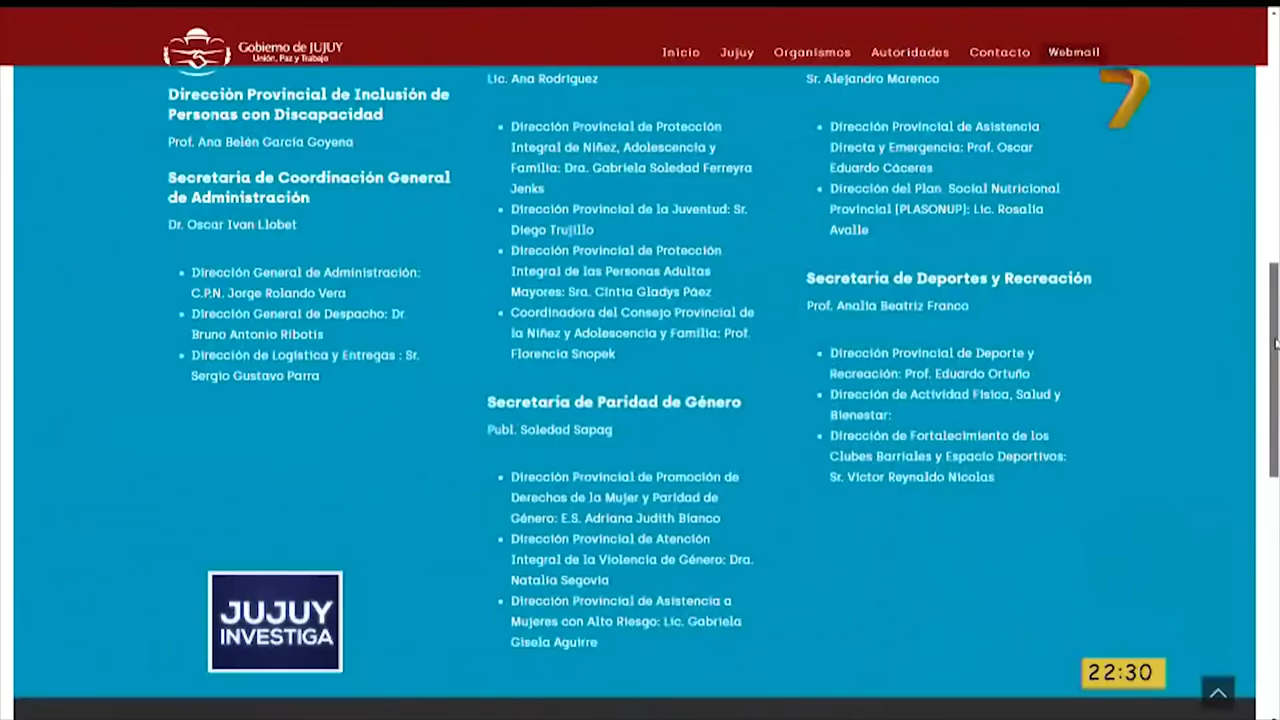 Gobierno de JUJUY
Unión, Paz y Trabajo
Inicio Jujuy Organismos Autoridades Contacto Webmail
7
Dirección Provincial de Inclusión de
Personas con Discapacidad
Prof. Ana Belén García Goyena
Secretaría de Coordinación General
de Administración
Dr. Oscar Ivan Llobet
Dirección General de Administración:
C.P.N. Jorge Rolando Vera
Dirección General de Despacho: Dr.
Bruno Antonio Ribotis
Dirección de Logística y Entregas : Sr.
Sergio Gustavo Parra
Lic. Ana Rodriguez
Dirección Provincial de Protección
Integral de Niñez, Adolescencia y
Familia: Dra. Gabriela Soledad Ferreyra
Jenks
Dirección Provincial de la Juventud: Sr.
Diego Trujillo
Dirección Provincial de Protección
Integral de las Personas Adultas
Mayores: Sra. Cintia Gladys Páez
Coordinadora del Consejo Provincial de
la Niñez y Adolescencia y Familia: Prof.
Florencia Snopek
Secretaría de Paridad de Género
Publ. Soledad Sapag
Dirección Provincial de Promoción de
Derechos de la Mujer y Paridad de
Género: E.S. Adriana Judith Bianco
Dirección Provincial de Atención
Integral de la Violencia de Género: Dra.
Natalia Segovia
Dirección Provincial de Asistencia a
Mujeres con Alto Riesgo: Lic. Gabriela
Gisela Aguirre
Sr. Alejandro Marenco
Dirección Provincial de Asistencia
Directa y Emergencia: Prof. Oscar
Eduardo Cáceres
Dirección del Plan Social Nutricional
Provincial [PLASONUP]: Lic. Rosalia
Avalle
Secretaría de Deportes y Recreación
Prof. Analia Beatriz Franco
Dirección Provincial de Deporte y
Recreación: Prof. Eduardo Ortuño
Dirección de Actividad Física, Salud y
Bienestar:
Dirección de Fortalecimiento de los
Clubes Barriales y Espacio Deportivos:
Sr. Víctor Reynaldo Nicolas
JUJUY
INVESTIGA
22:30